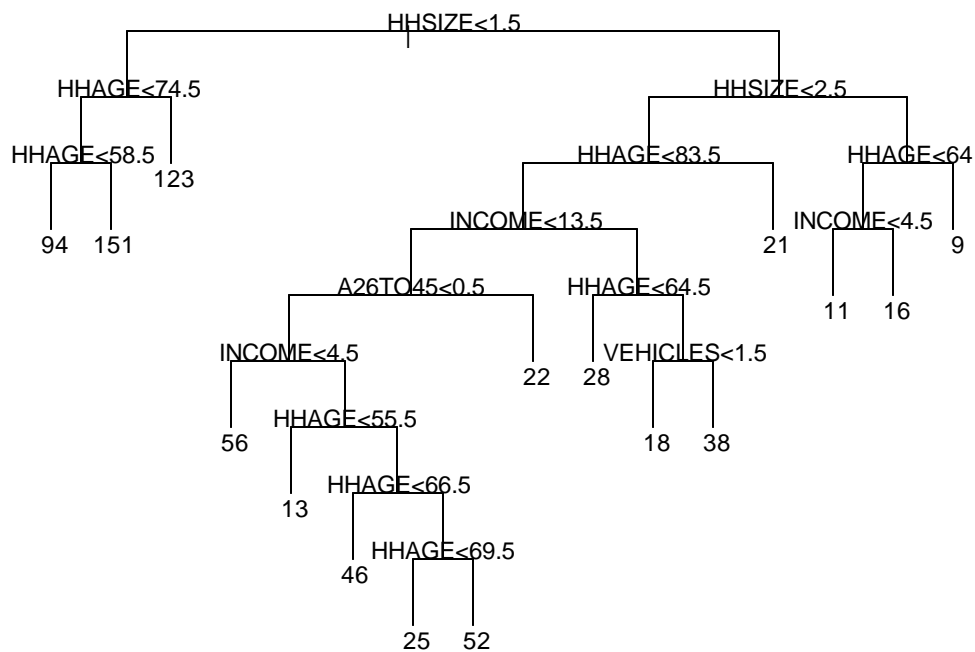 HHSIZE<1.5
HHAGE<74.5
HHSIZE<2.5
HHAGE<58.5
123
HHAGE<83.5
HHAGE<64
94
151
INCOME<13.5
21
INCOME<4.5
9
A26TO45<0.5
HHAGE<64.5
11
16
INCOME<4.5
22
28
VEHICLES<1.5
56
HHAGE<55.5
18
38
13
HHAGE<66.5
46
HHAGE<69.5
25
52